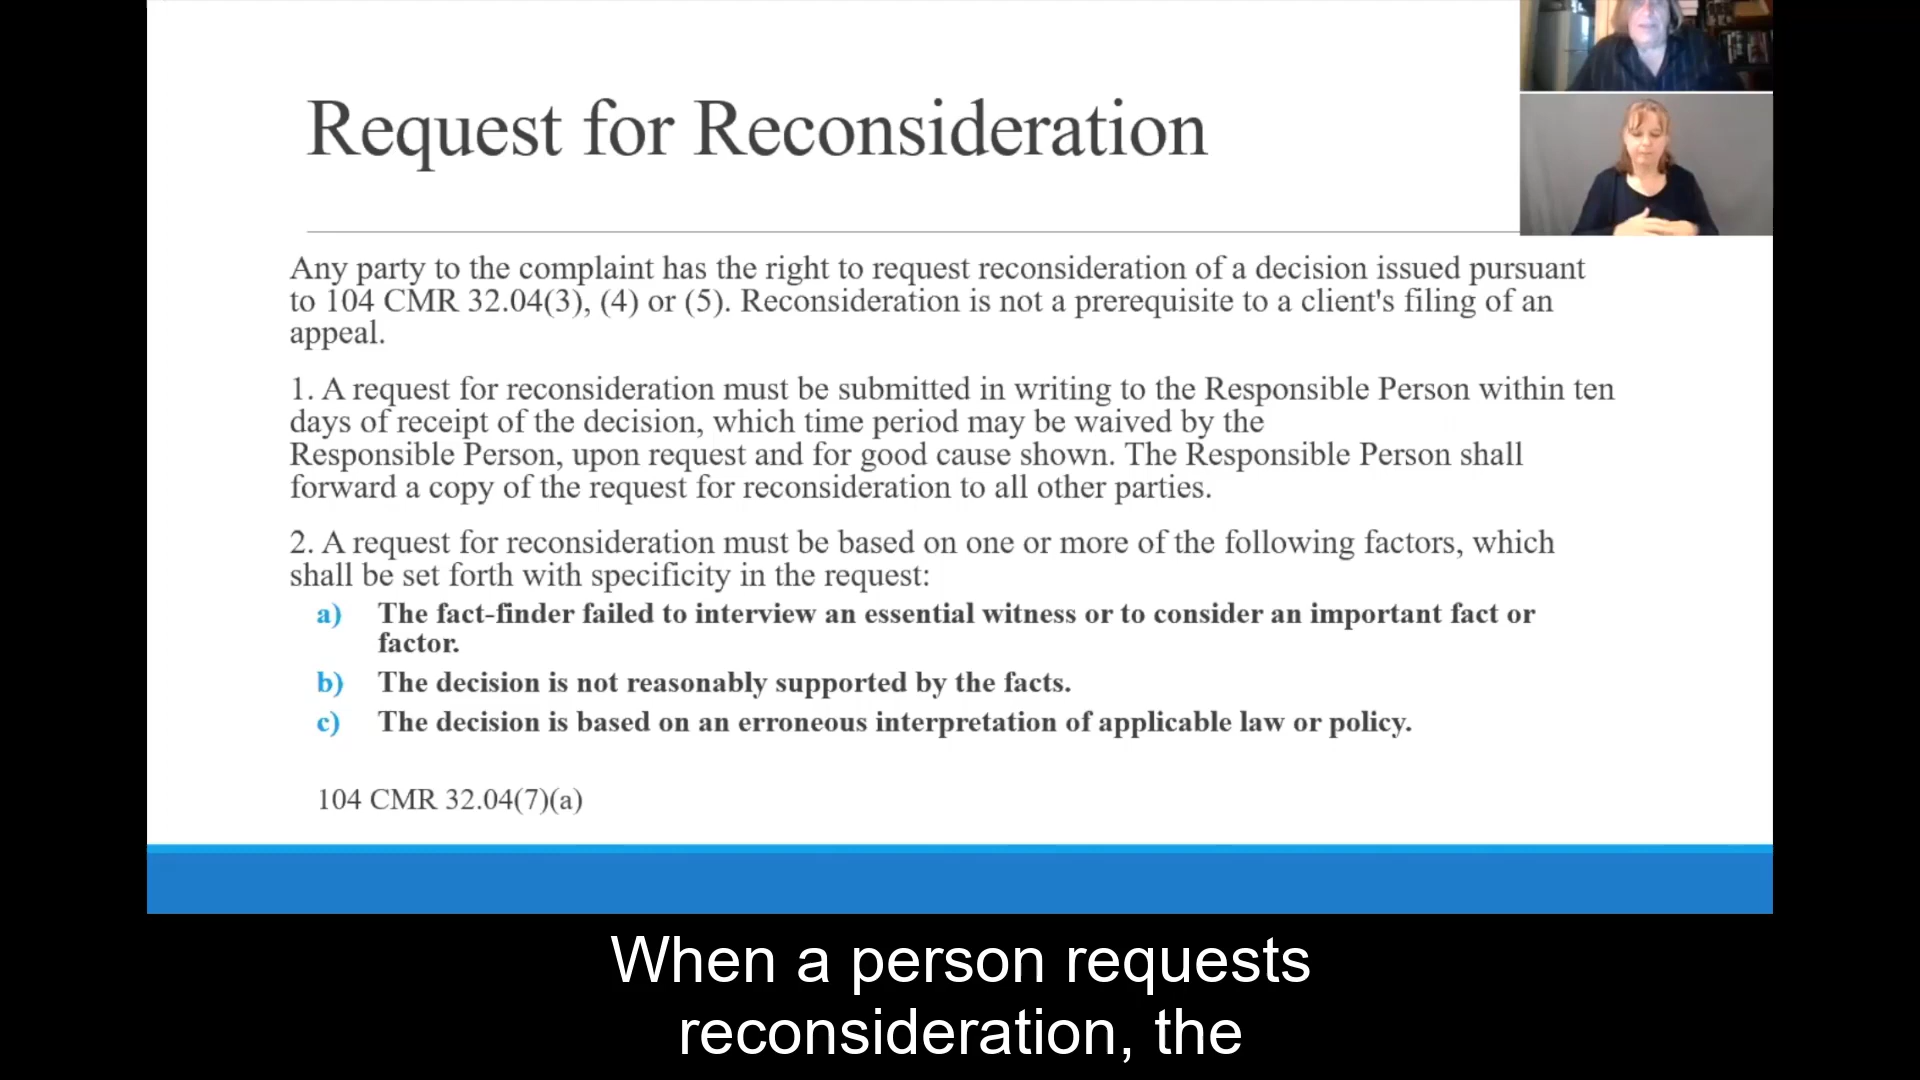 Request for Reconsideration
Any party to the complaint has the right to request reconsideration of a decision issued pursuant
to 104 CMR 32.04(3), (4) or (5). Reconsideration is not a prerequisite to a client's filing of an
appeal.
1. A request for reconsideration must be submitted in writing to the Responsible Person within ten
days of receipt of the decision, which time period may be waived by the
Responsible Person, upon request and for good cause shown. The Responsible Person shall
forward a copy of the request for reconsideration to all other parties.
2. A request for reconsideration must be based on one or more of the following factors, which
shall be set forth with specificity in the request:
a) The fact-finder failed to interview an essential witness or to consider an important fact or
factor.
b) The decision is not reasonably supported by the facts.
c) The decision is based on an erroneous interpretation of applicable law or policy.
104 CMR 32.04(7)(a)
When a person requests
reconsideration, the